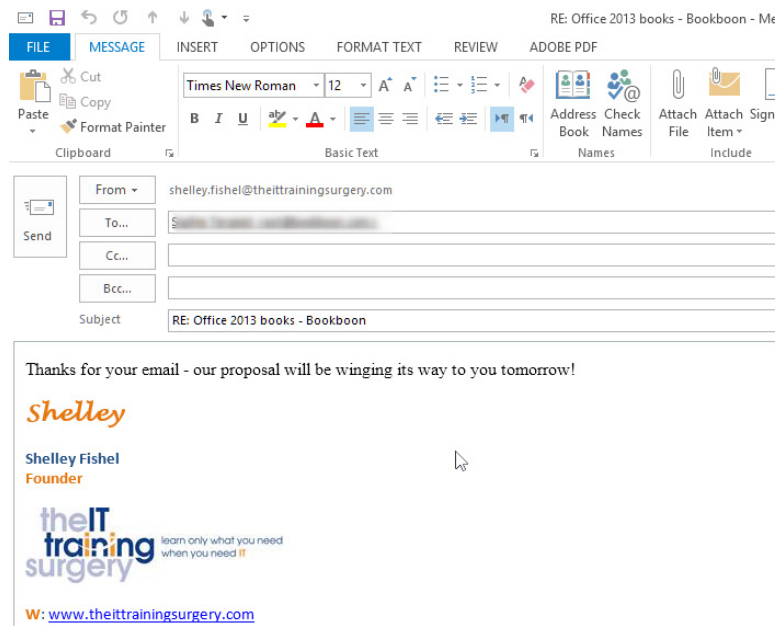 RE: Office 2013 books - Bookboon - Me
FILE MESSAGE INSERT OPTIONS FORMAT TEXT REVIEW ADOBE PDF
Cut
Copy
Format Painter
Paste
Clipboard
Times New Roman 12
Basic Text
Address Book
Check Names
Names
Attach File
Attach Item
Sign
Include
From shelley.fishel@theittrainingsurgery.com
To...
Cc...
Bcc...
Send
Subject RE: Office 2013 books - Bookboon
Thanks for your email - our proposal will be winging its way to you tomorrow!
Shelley
Shelley Fishel
Founder
theIT
training
surgery
learn only what you need
when you need IT
W: www.theittrainingsurgery.com